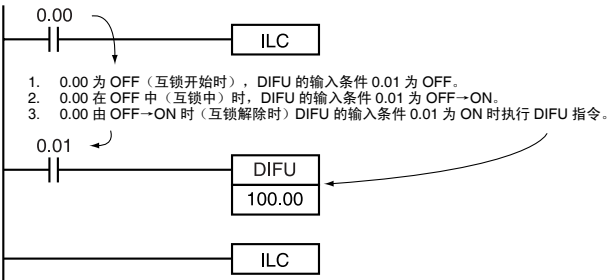 0.00
ILC
1. 0.00 为 OFF（互锁开始时），DIFU 的输入条件 0.01 为 OFF。
2. 0.00 在 OFF 中（互锁中）时，DIFU 的输入条件 0.01 为 OFF→ON。
3. 0.00 由 OFF→ON 时（互锁解除时）DIFU 的输入条件 0.01 为 ON 时执行 DIFU 指令。
0.01
DIFU
100.00
ILC